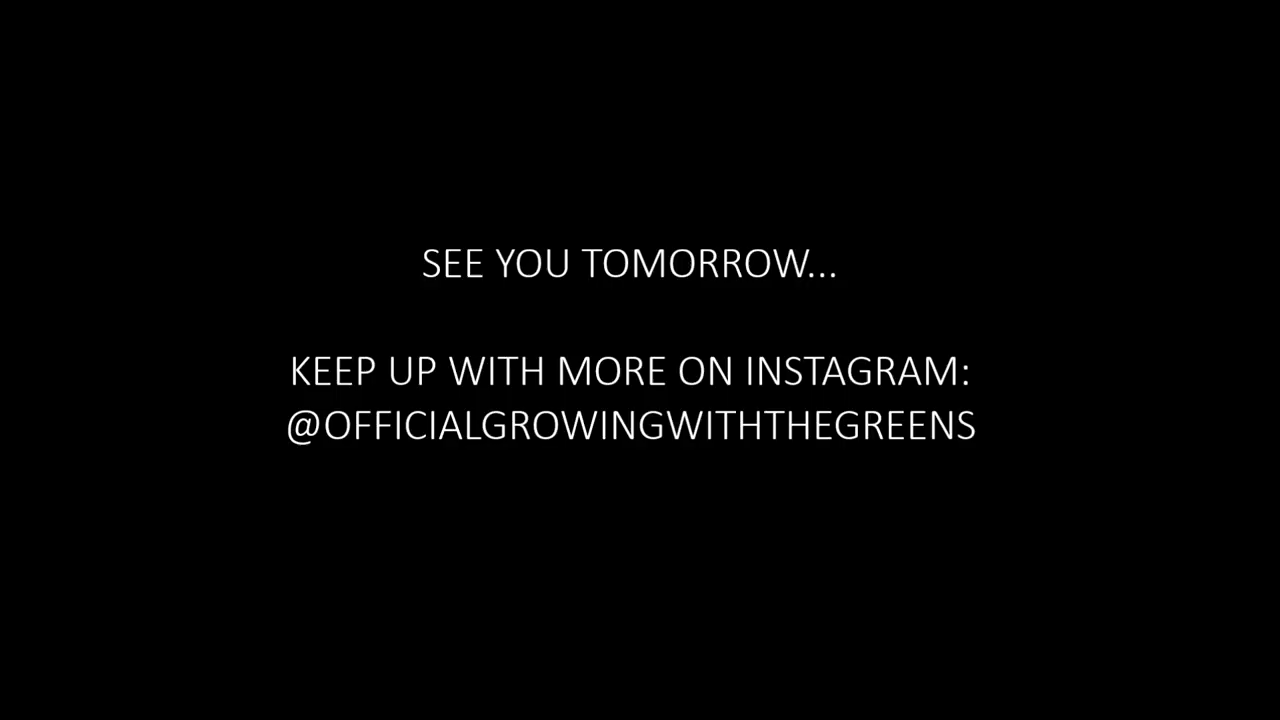 SEE YOU TOMORROW...
KEEP UP WITH MORE ON INSTAGRAM:
@OFFICIALGROWINGWITHTHEGREENS